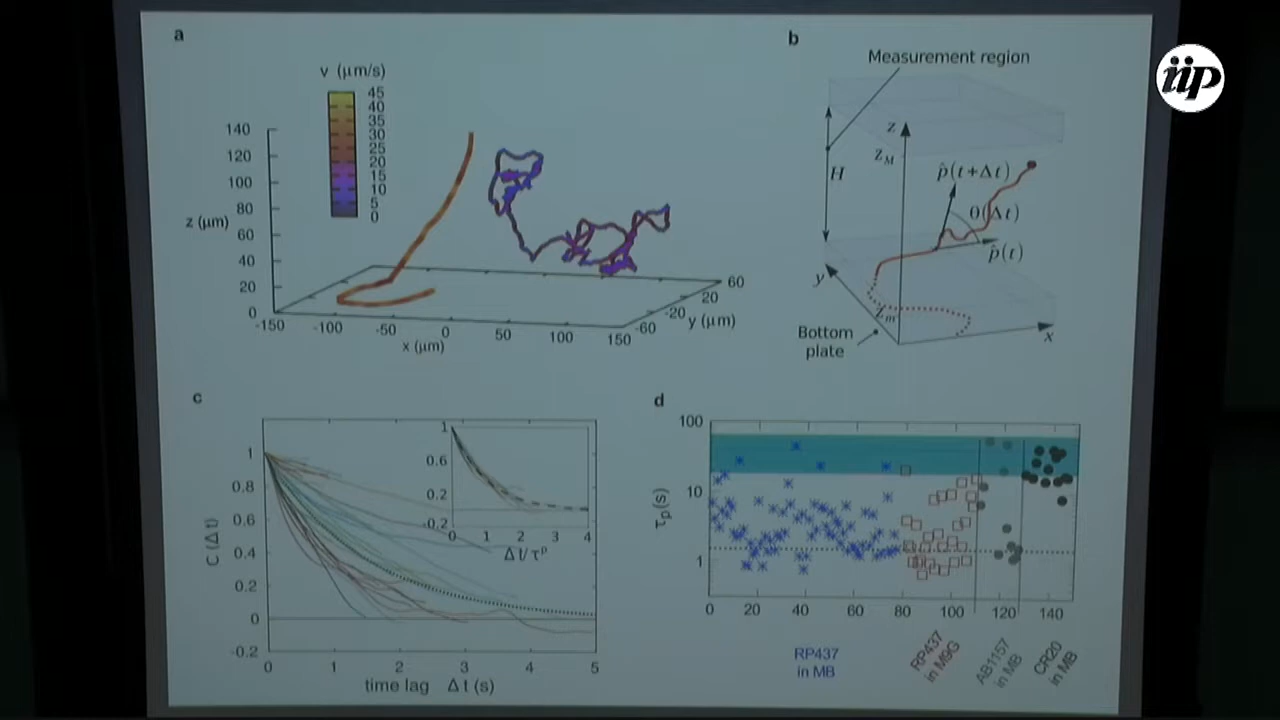 iip
a
v (μm/s)
45
40
35
30
25
20
15
10
5
0
140
120
100
80
60
40
20
0
z (μm)
-150
-100
-50
0
50
100
150
x (μm)
-60
-20
20
60
y (μm)
b
Measurement region
z
z_M
H
p̂(t+Δt)
θ(Δt)
p̂(t)
y
z_m
Bottom
plate
x
c
1
0.8
0.6
0.4
0.2
0
-0.2
C (Δ t)
0
1
2
3
4
5
time lag Δ t (s)
1
0.6
0.2
-0.2
0
1
2
3
4
Δ t/τᵖ
d
100
10
1
τₚ(s)
0
20
40
60
80
100
120
140
RP437
in MB
RP437
in M9G
AB1157
in MB
CR20
in MB